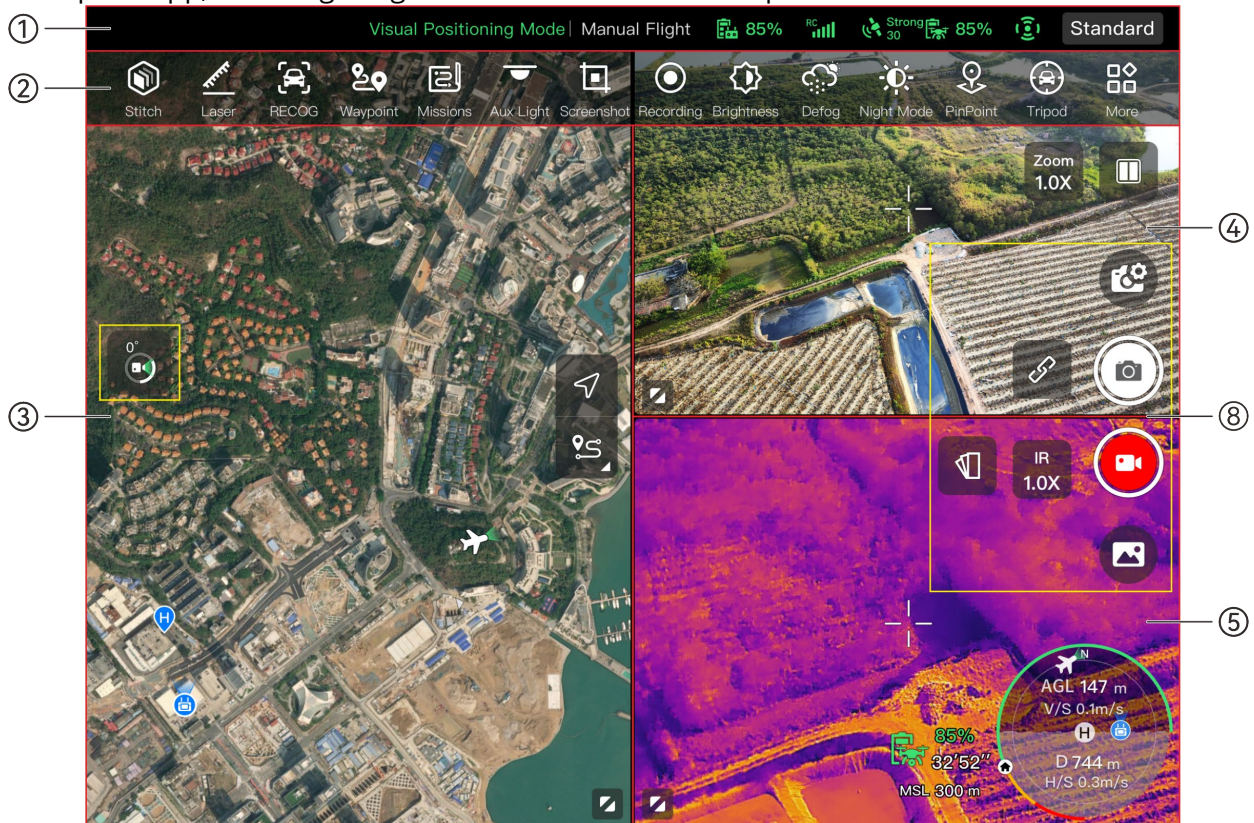 ①
Visual Positioning Mode | Manual Flight 85% RC Strong 30 85% Standard
②
Stitch Laser RECOG Waypoint Missions Aux Light Screenshot Recording Brightness Defog Night Mode PinPoint Tripod More
Zoom
1.0X
④
0°
③
⑧
IR
1.0X
⑤
N
AGL 147 m
V/S 0.1m/s
H
H
85%
32'52''
D 744 m
H/S 0.3m/s
MSL 300 m